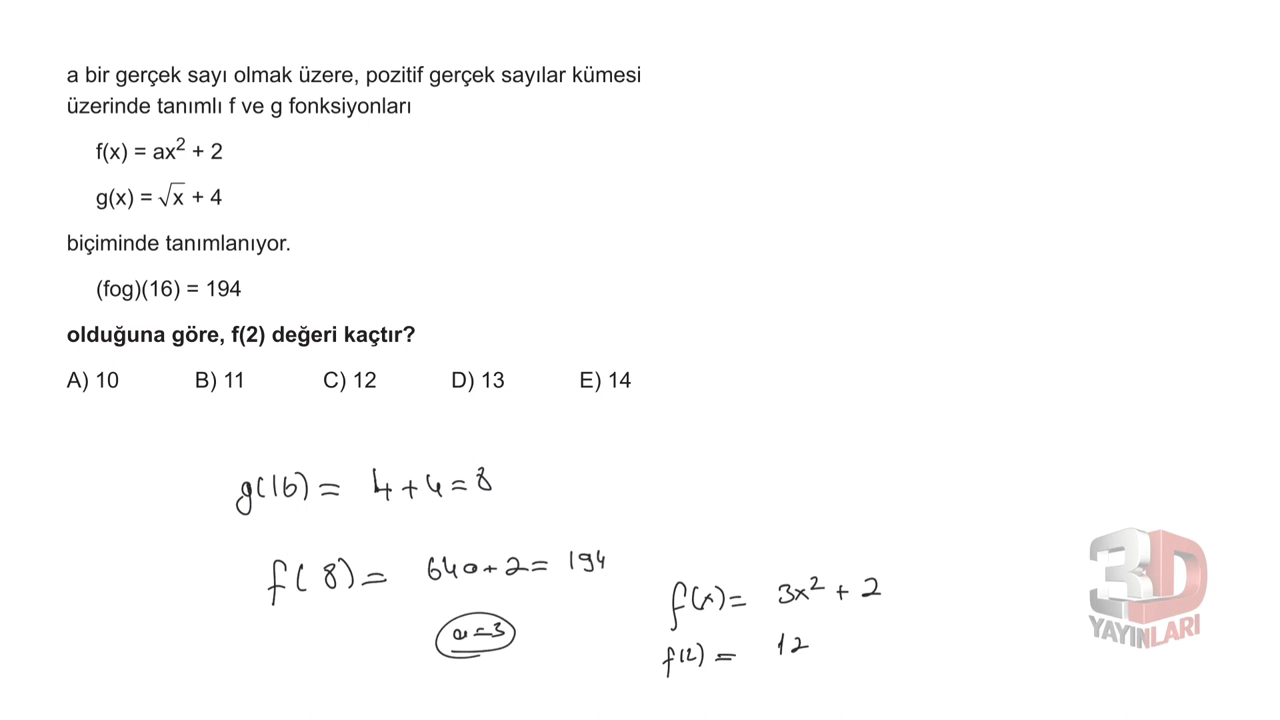 a bir gerçek sayı olmak üzere, pozitif gerçek sayılar kümesi
üzerinde tanımlı f ve g fonksiyonları
f(x) = ax² + 2
g(x) = √x + 4
biçiminde tanımlanıyor.
(fog)(16) = 194
olduğuna göre, f(2) değeri kaçtır?
A) 10 B) 11 C) 12 D) 13 E) 14
g(16) = 4+4=8
f(8) = 64a+2= 194
a=3
f(x)= 3x² + 2
f(2) = 12
3D
YAYINLARI